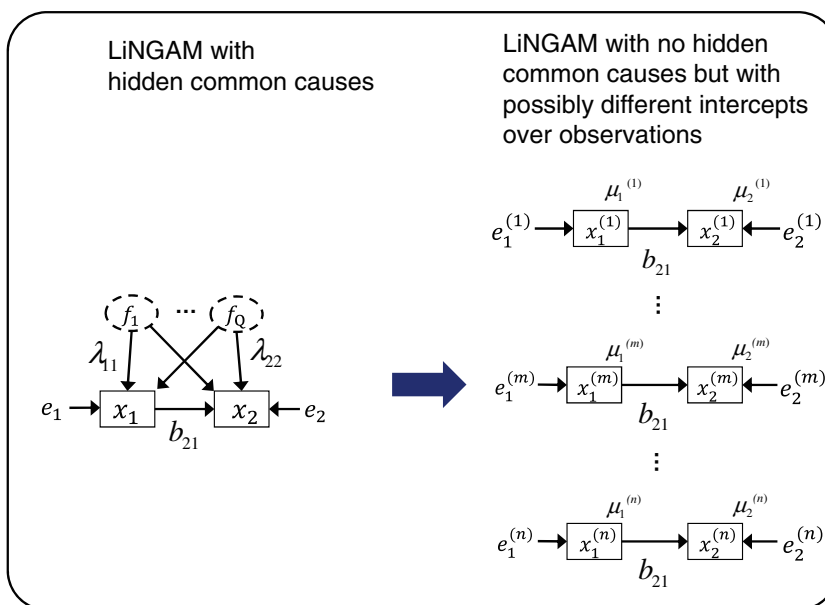 LiNGAM with
hidden common causes
f₁ ... f_Q
λ₁₁ λ₂₂
e₁ x₁ x₂ e₂
b₂₁
LiNGAM with no hidden
common causes but with
possibly different intercepts
over observations
μ₁⁽¹⁾ μ₂⁽¹⁾
e₁⁽¹⁾ x₁⁽¹⁾ x₂⁽¹⁾ e₂⁽¹⁾
b₂₁
⋮
μ₁⁽ᵐ⁾ μ₂⁽ᵐ⁾
e₁⁽ᵐ⁾ x₁⁽ᵐ⁾ x₂⁽ᵐ⁾ e₂⁽ᵐ⁾
b₂₁
⋮
μ₁⁽ⁿ⁾ μ₂⁽ⁿ⁾
e₁⁽ⁿ⁾ x₁⁽ⁿ⁾ x₂⁽ⁿ⁾ e₂⁽ⁿ⁾
b₂₁